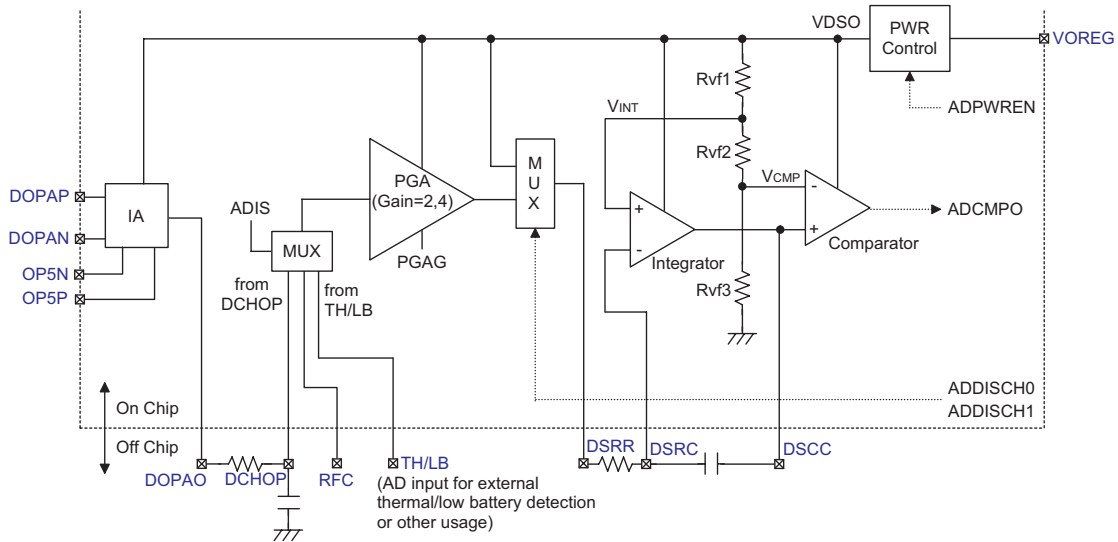 VDSO
PWR
Control
VOREG
ADPWREN
Rvf1
VINT
Rvf2
VCMP
Rvf3
DOPAP
DOPAN
OP5N
OP5P
IA
ADIS
MUX
PGA
(Gain=2,4)
PGAG
M
U
X
+
-
Integrator
-
+
Comparator
ADCMPO
from
DCHOP
from
TH/LB
ADDISCH0
ADDISCH1
On Chip
Off Chip
DOPAO
DCHOP
RFC
TH/LB
(AD input for external
thermal/low battery detection
or other usage)
DSRR
DSRC
DSCC